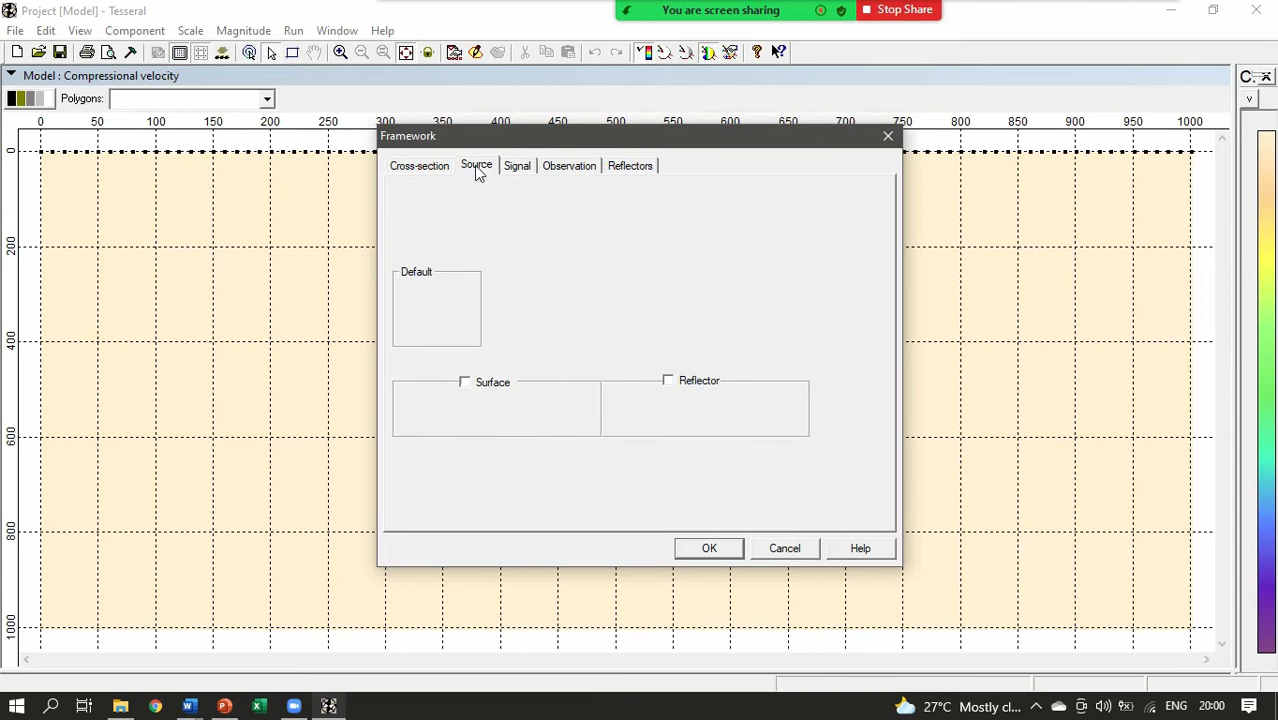 Project [Model] - Tesseral
You are screen sharing
Stop Share
File Edit View Component Scale Magnitude Run Window Help
Model : Compressional velocity
C:
Polygons:
v
0 50 100 150 200 250 300 350 400 450 500 550 600 650 700 750 800 850 900 950 1000
Framework
Cross-section Source Signal Observation Reflectors
Default
Surface Reflector
OK Cancel Help
0
200
400
600
800
1000
27°C Mostly cl... ENG 20:00